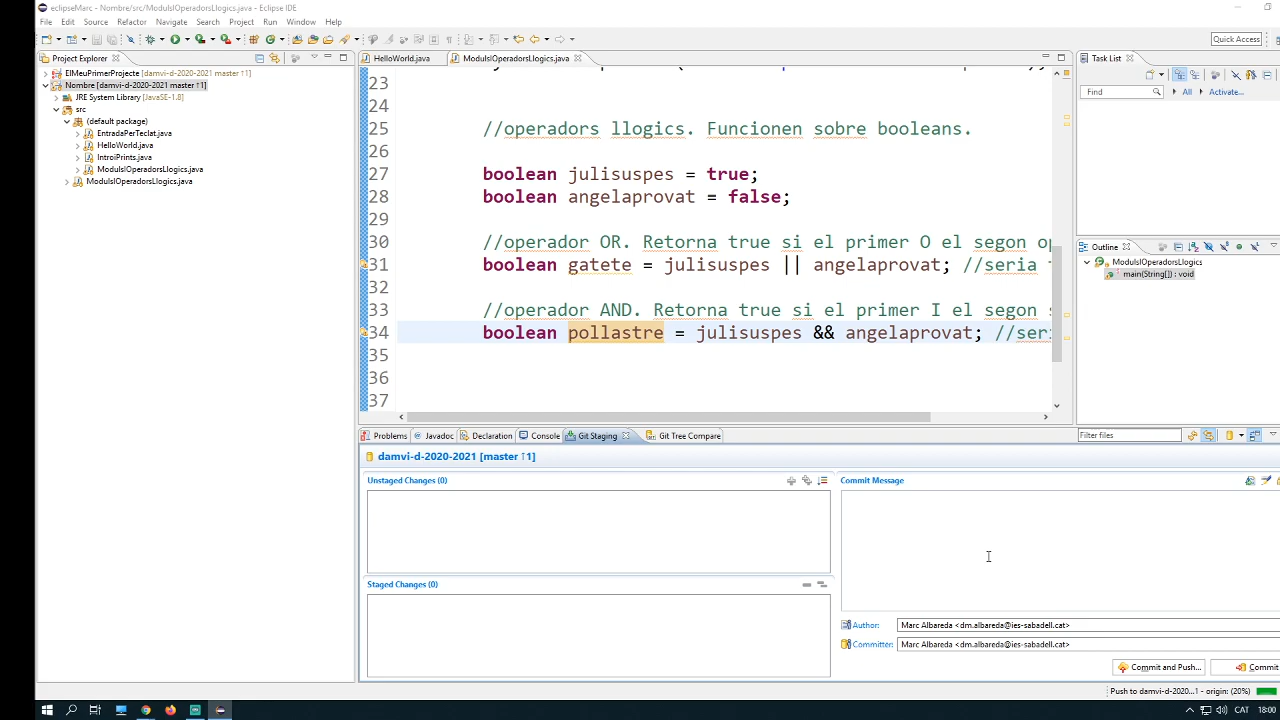 eclipseMarc - Nombre/src/ModulsIOperadorsLlogics.java - Eclipse IDE
File Edit Source Refactor Navigate Search Project Run Window Help
Quick Access
Project Explorer
ElMeuPrimerProjecte [damvi-d-2020-2021 master ↑1]
Nombre [damvi-d-2020-2021 master ↑1]
JRE System Library [JavaSE-1.8]
src
(default package)
EntradaPerTeclat.java
HelloWorld.java
IntroiPrints.java
ModulsIOperadorsLlogics.java
ModulsIOperadorsLlogics.java
HelloWorld.java ModulsIOperadorsLlogics.java
23
24
25 //operadors llogics. Funcionen sobre booleans.
26
27 boolean julisuspes = true;
28 boolean angelaprovat = false;
29
30 //operador OR. Retorna true si el primer O el segon op
31 boolean gatete = julisuspes || angelaprovat; //seria
32
33 //operador AND. Retorna true si el primer I el segon
34 boolean pollastre = julisuspes && angelaprovat; //seri
35
36
37
Task List
Find All Activate...
Outline
ModulsIOperadorsLlogics
main(String[]) : void
Problems Javadoc Declaration Console Git Staging Git Tree Compare
Filter files
damvi-d-2020-2021 [master ↑1]
Unstaged Changes (0)
Staged Changes (0)
Commit Message
Author: Marc Albareda <dm.albareda@ies-sabadell.cat>
Committer: Marc Albareda <dm.albareda@ies-sabadell.cat>
Commit and Push... Commit
Push to damvi-d-2020...1 - origin: (20%)
CAT 18:00